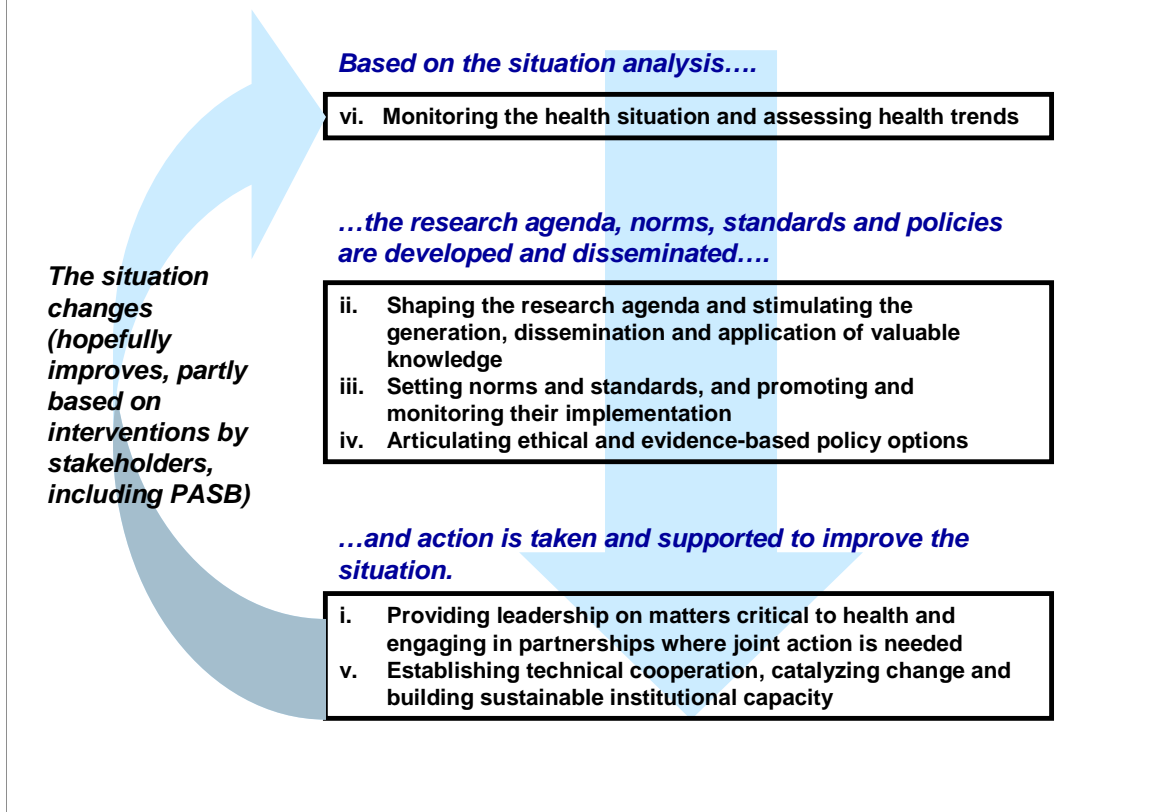 Based on the situation analysis….
vi. Monitoring the health situation and assessing health trends
…the research agenda, norms, standards and policies
are developed and disseminated….
The situation
changes
(hopefully
improves, partly
based on
interventions by
stakeholders,
including PASB)
ii. Shaping the research agenda and stimulating the
generation, dissemination and application of valuable
knowledge
iii. Setting norms and standards, and promoting and
monitoring their implementation
iv. Articulating ethical and evidence-based policy options
…and action is taken and supported to improve the
situation.
i. Providing leadership on matters critical to health and
engaging in partnerships where joint action is needed
v. Establishing technical cooperation, catalyzing change and
building sustainable institutional capacity